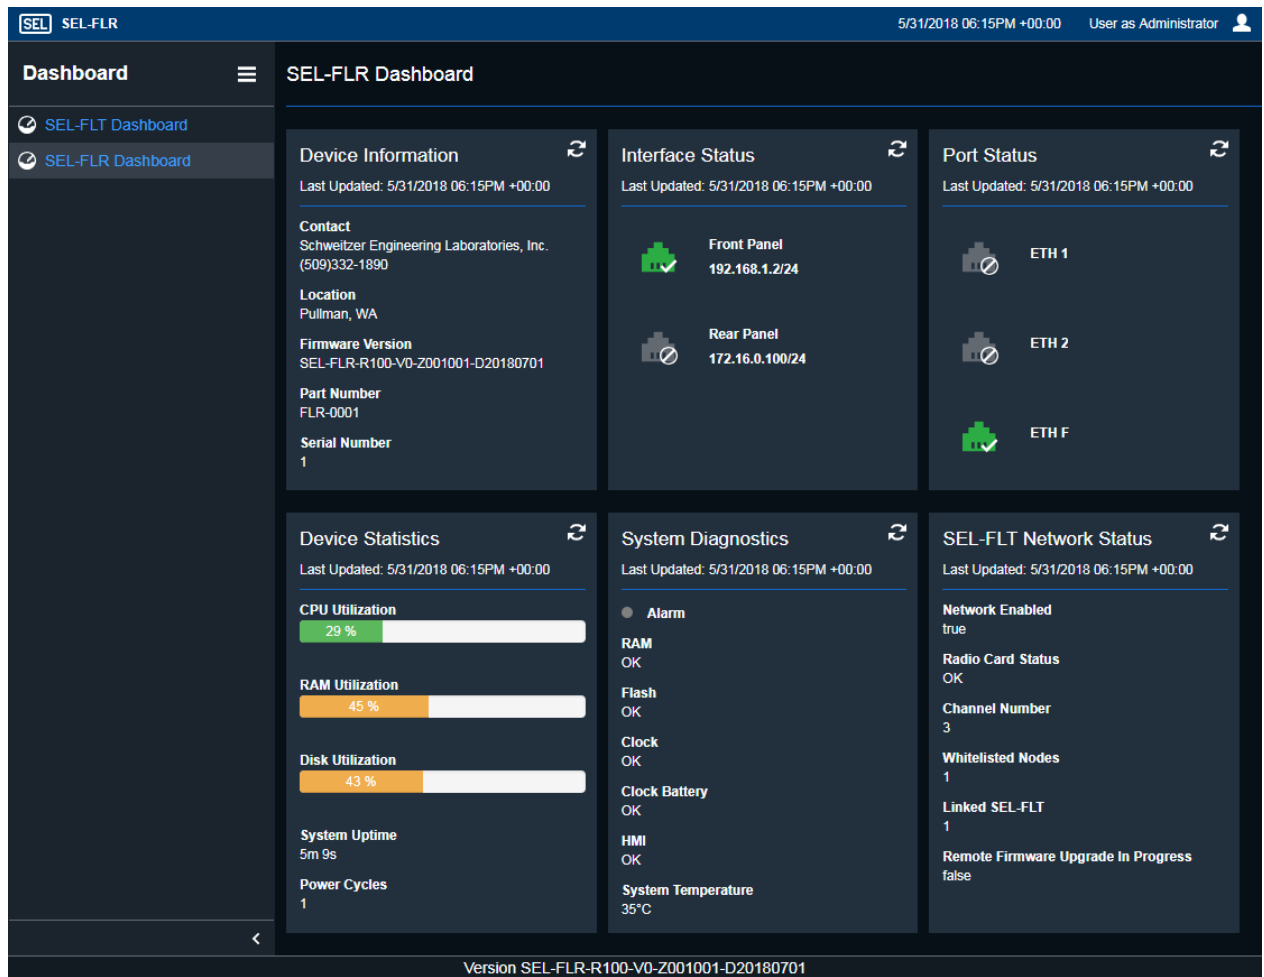 SEL SEL-FLR
5/31/2018 06:15PM +00:00 User as Administrator
Dashboard
SEL-FLT Dashboard
SEL-FLR Dashboard
SEL-FLR Dashboard
Device Information
Last Updated: 5/31/2018 06:15PM +00:00
Contact
Schweitzer Engineering Laboratories, Inc.
(509)332-1890
Location
Pullman, WA
Firmware Version
SEL-FLR-R100-V0-Z001001-D20180701
Part Number
FLR-0001
Serial Number
1
Interface Status
Last Updated: 5/31/2018 06:15PM +00:00
Front Panel
192.168.1.2/24
Rear Panel
172.16.0.100/24
Port Status
Last Updated: 5/31/2018 06:15PM +00:00
ETH 1
ETH 2
ETH F
Device Statistics
Last Updated: 5/31/2018 06:15PM +00:00
CPU Utilization
29 %
RAM Utilization
45 %
Disk Utilization
43 %
System Uptime
5m 9s
Power Cycles
1
System Diagnostics
Last Updated: 5/31/2018 06:15PM +00:00
Alarm
RAM
OK
Flash
OK
Clock
OK
Clock Battery
OK
HMI
OK
System Temperature
35°C
SEL-FLT Network Status
Last Updated: 5/31/2018 06:15PM +00:00
Network Enabled
true
Radio Card Status
OK
Channel Number
3
Whitelisted Nodes
1
Linked SEL-FLT
1
Remote Firmware Upgrade In Progress
false
Version SEL-FLR-R100-V0-Z001001-D20180701